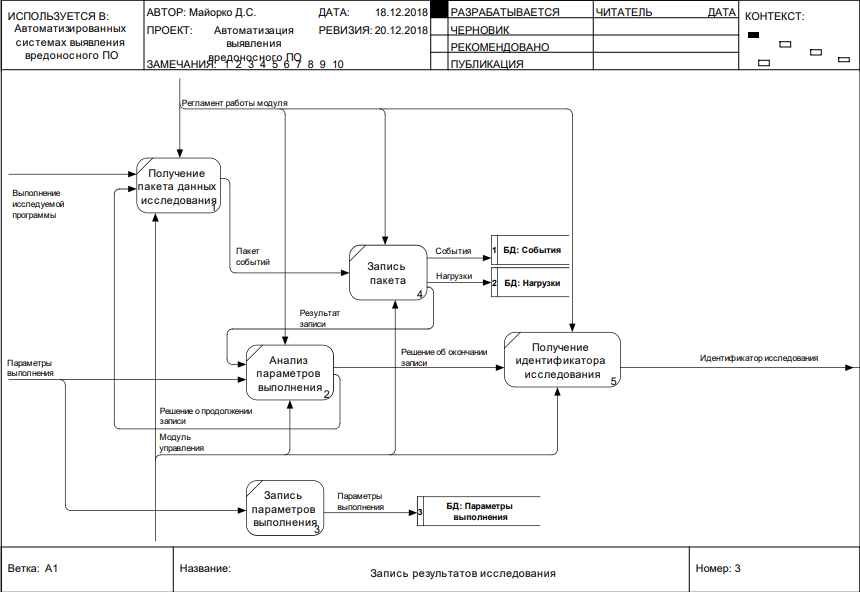 ИСПОЛЬЗУЕТСЯ В:
Автоматизированных
системах выявления
вредоносного ПО
АВТОР: Майорко Д.С.
ДАТА: 18.12.2018
ПРОЕКТ: Автоматизация
выявления
вредоносного ПО
РЕВИЗИЯ: 20.12.2018
ЗАМЕЧАНИЯ: 1 2 3 4 5 6 7 8 9 10
РАЗРАБАТЫВАЕТСЯ
ЧЕРНОВИК
РЕКОМЕНДОВАНО
ПУБЛИКАЦИЯ
ЧИТАТЕЛЬ
ДАТА
КОНТЕКСТ:
Регламент работы модуля
Получение
пакета данных
исследования
1
Выполнение
исследуемой
программы
Пакет
событий
Запись
пакета
4
События
1 БД: События
Нагрузки
2 БД: Нагрузки
Результат
записи
Параметры
выполнения
Анализ
параметров
выполнения
2
Решение об окончании
записи
Получение
идентификатора
исследования
5
Идентификатор исследования
Решение о продолжении
записи
Модуль
управления
Запись
параметров
выполнения
3
Параметры
выполнения
3 БД: Параметры
выполнения
Ветка: A1
Название:
Запись результатов исследования
Номер: 3